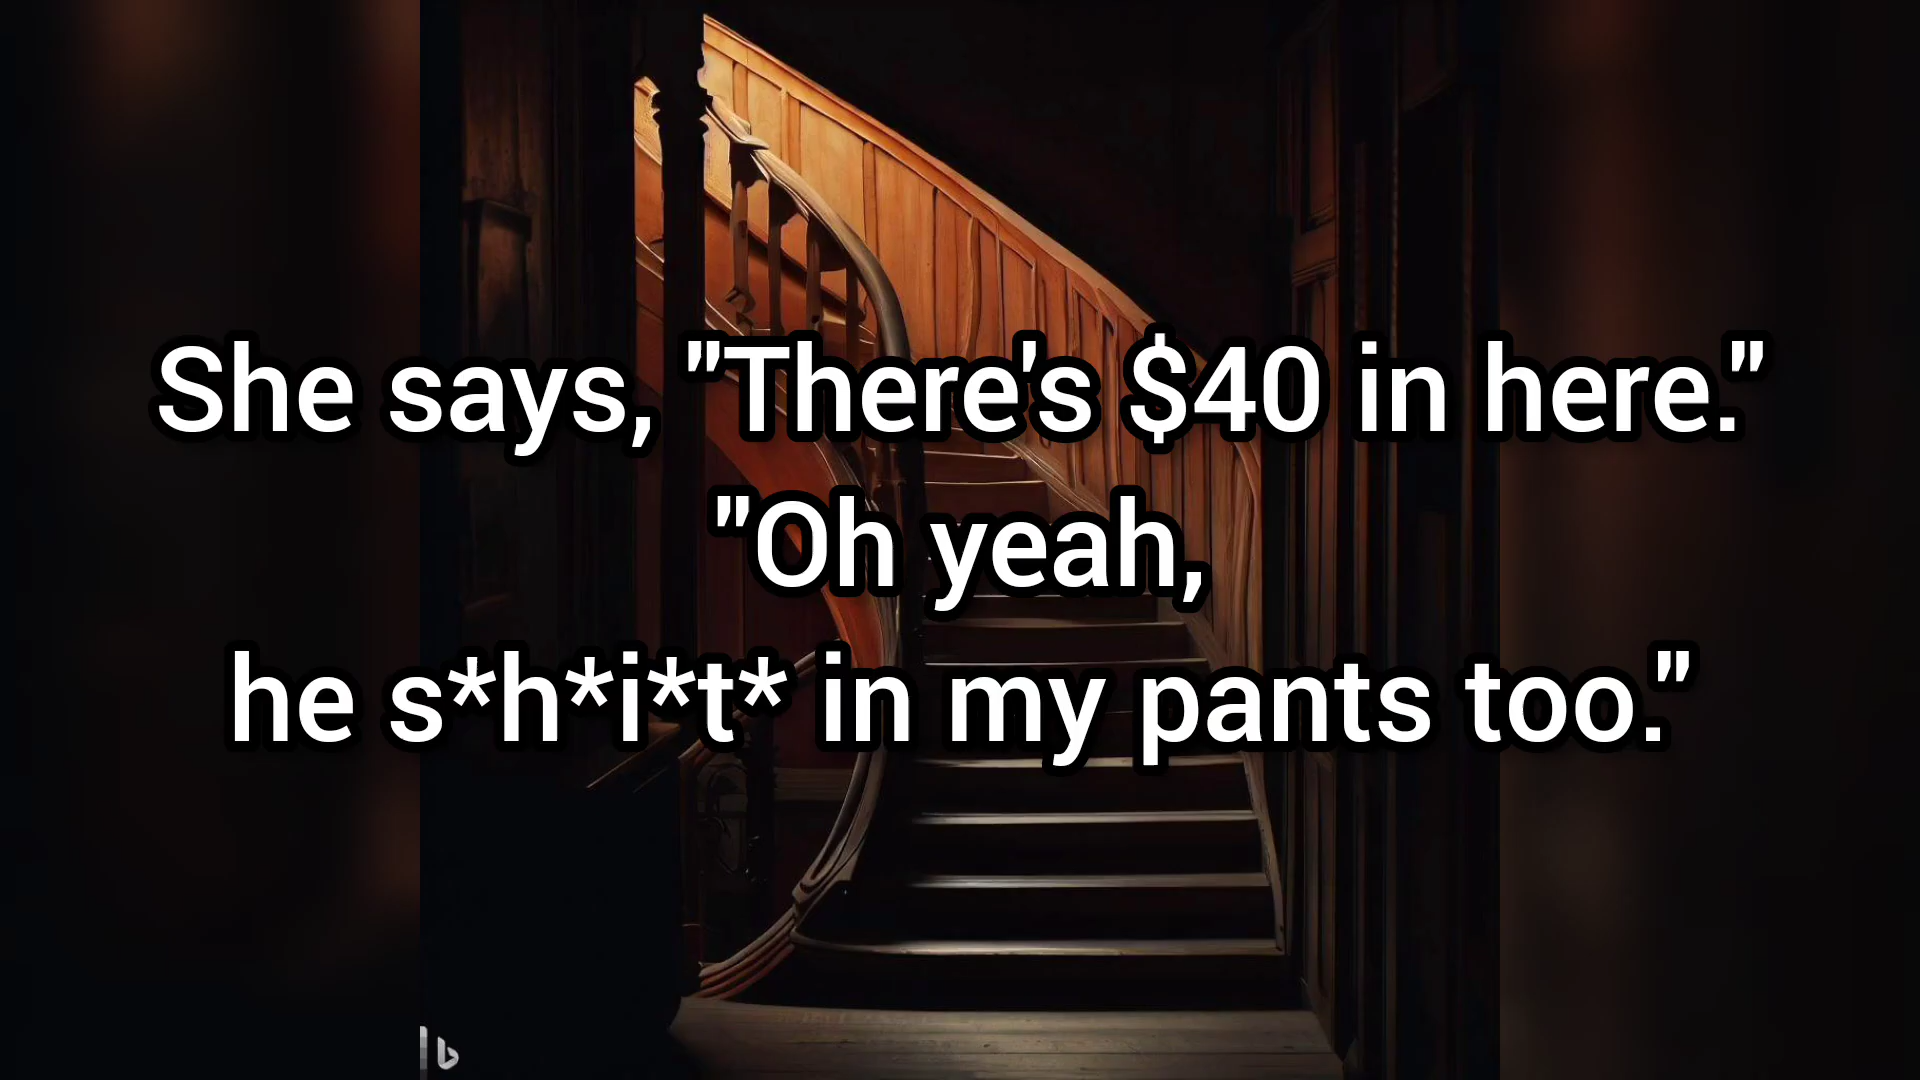 She says, "There's $40 in here."
"Oh yeah,
he s*h*i*t* in my pants too."